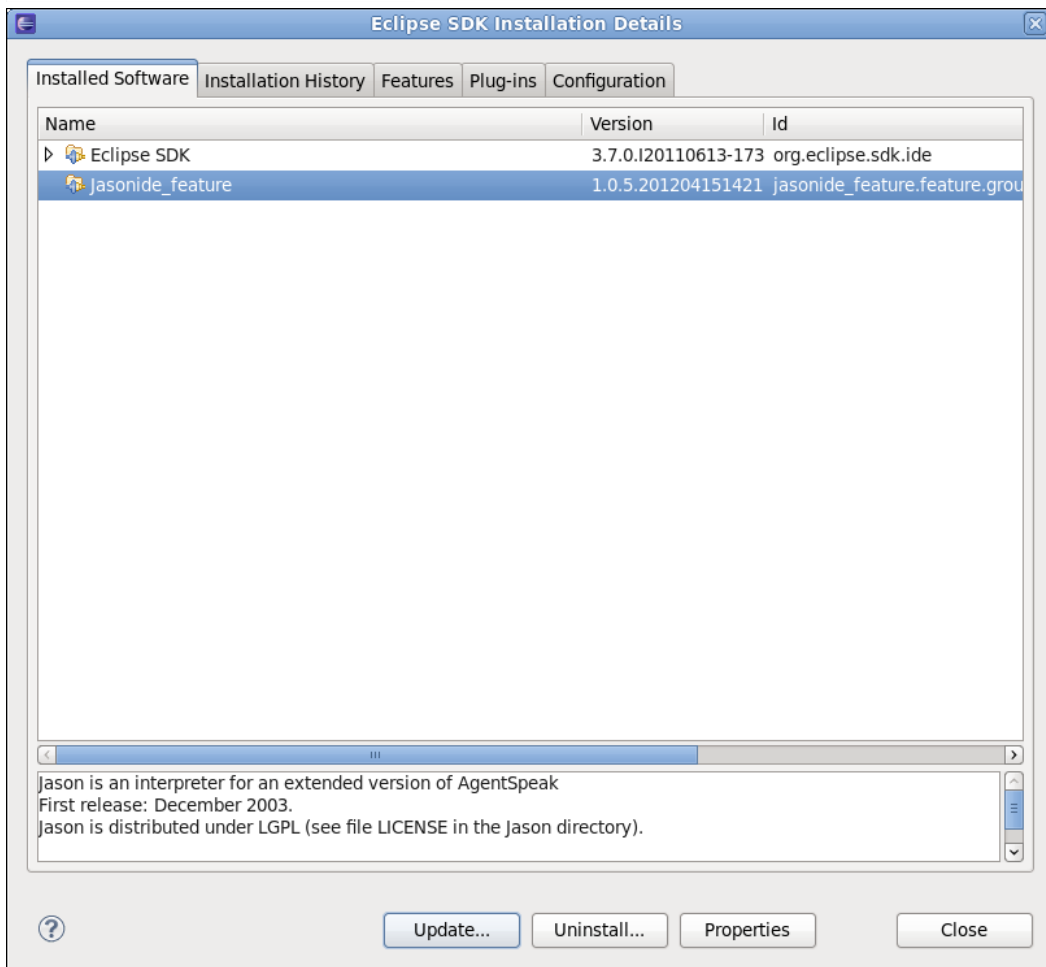 Eclipse SDK Installation Details
Installed Software Installation History Features Plug-ins Configuration
Name Version Id
Eclipse SDK 3.7.0.I20110613-173 org.eclipse.sdk.ide
Jasonide_feature 1.0.5.201204151421 jasonide_feature.feature.grou
Jason is an interpreter for an extended version of AgentSpeak
First release: December 2003.
Jason is distributed under LGPL (see file LICENSE in the Jason directory).
? Update... Uninstall... Properties Close